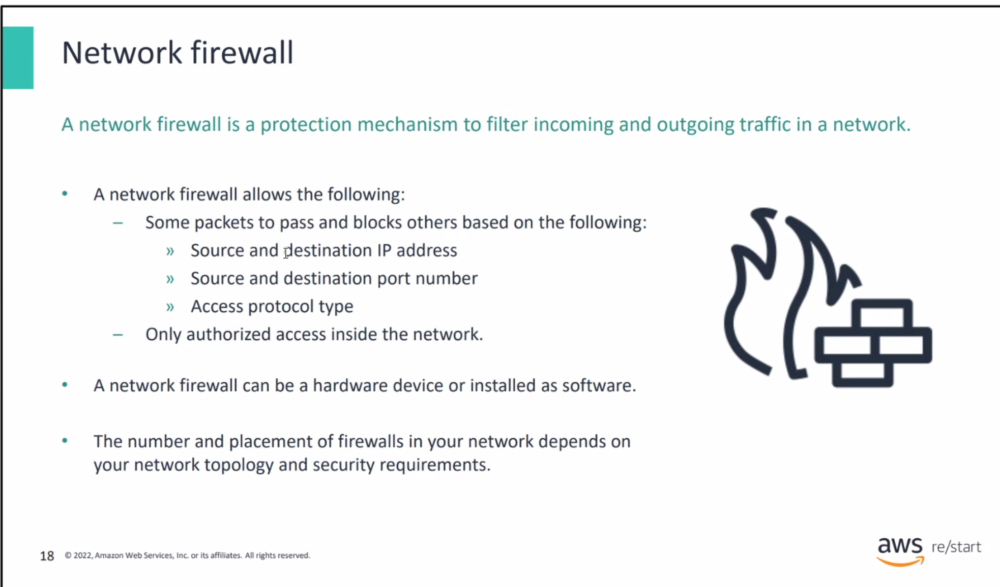 Network firewall
A network firewall is a protection mechanism to filter incoming and outgoing traffic in a network.
• A network firewall allows the following:
– Some packets to pass and blocks others based on the following:
» Source and destination IP address
» Source and destination port number
» Access protocol type
– Only authorized access inside the network.
• A network firewall can be a hardware device or installed as software.
• The number and placement of firewalls in your network depends on
your network topology and security requirements.
18 © 2022, Amazon Web Services, Inc. or its affiliates. All rights reserved.
aws re/start